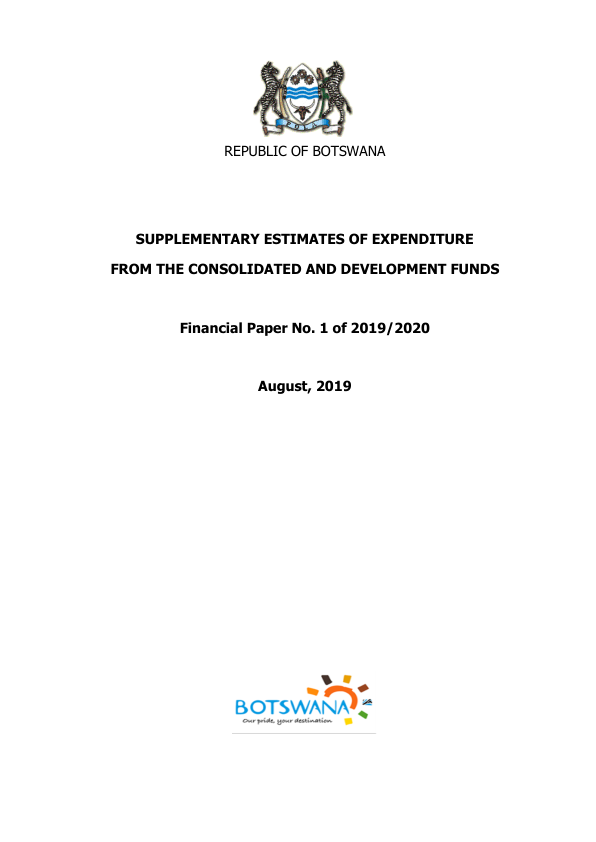 PULA
REPUBLIC OF BOTSWANA
SUPPLEMENTARY ESTIMATES OF EXPENDITURE
FROM THE CONSOLIDATED AND DEVELOPMENT FUNDS
Financial Paper No. 1 of 2019/2020
August, 2019
BOTSWANA
Our pride, your destination